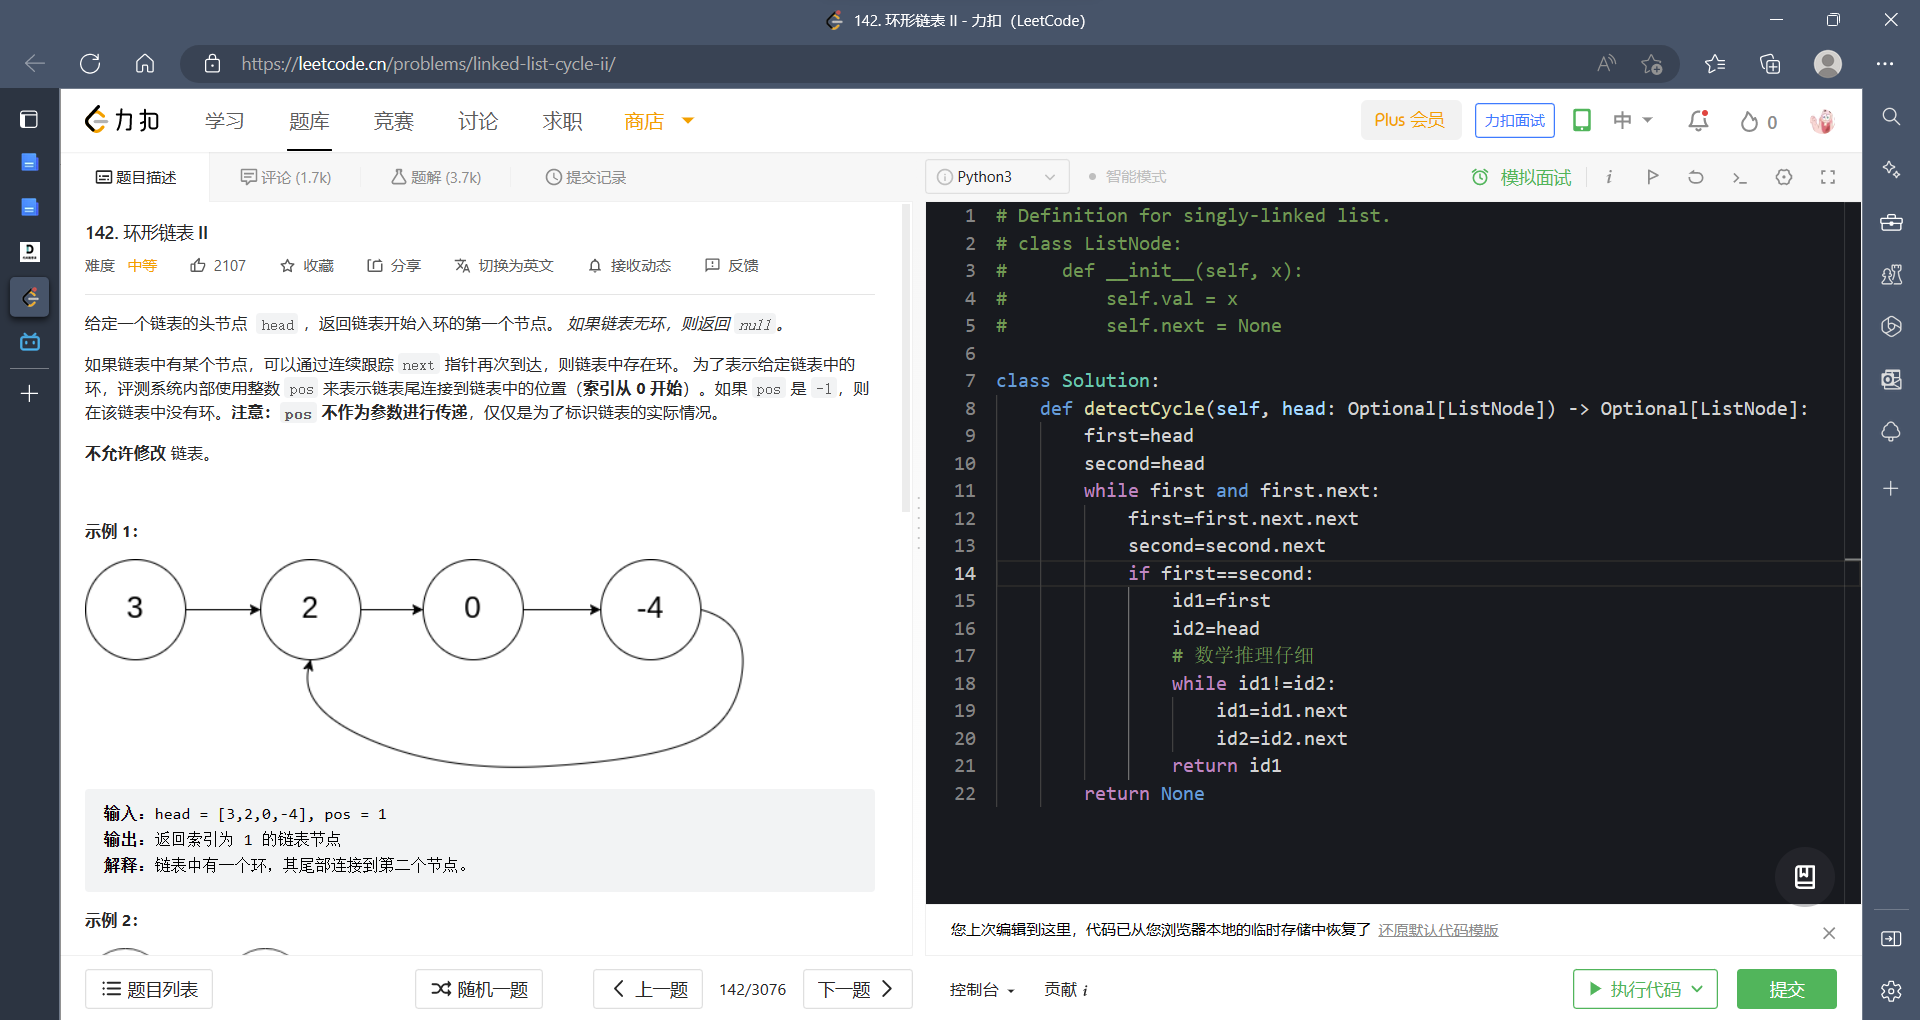 142. 环形链表 II - 力扣（LeetCode）
https://leetcode.cn/problems/linked-list-cycle-ii/
力扣 学习 题库 竞赛 讨论 求职 商店 Plus 会员 力扣面试 中 0
题目描述 评论 (1.7k) 题解 (3.7k) 提交记录
Python3 智能模式 模拟面试
142. 环形链表 II
难度 中等 2107 收藏 分享 切换为英文 接收动态 反馈
给定一个链表的头节点 head ，返回链表开始入环的第一个节点。 如果链表无环，则返回 null。
如果链表中有某个节点，可以通过连续跟踪 next 指针再次到达，则链表中存在环。 为了表示给定链表中的
环，评测系统内部使用整数 pos 来表示链表尾连接到链表中的位置（索引从 0 开始）。如果 pos 是 -1，则
在该链表中没有环。注意：pos 不作为参数进行传递，仅仅是为了标识链表的实际情况。
不允许修改 链表。
示例 1：
3 2 0 -4
输入：head = [3,2,0,-4], pos = 1
输出：返回索引为 1 的链表节点
解释：链表中有一个环，其尾部连接到第二个节点。
示例 2：
1 # Definition for singly-linked list.
2 # class ListNode:
3 #     def __init__(self, x):
4 #         self.val = x
5 #         self.next = None
6
7 class Solution:
8     def detectCycle(self, head: Optional[ListNode]) -> Optional[ListNode]:
9         first=head
10         second=head
11         while first and first.next:
12             first=first.next.next
13             second=second.next
14             if first==second:
15                 id1=first
16                 id2=head
17                 # 数学推理仔细
18                 while id1!=id2:
19                     id1=id1.next
20                     id2=id2.next
21                 return id1
22         return None
您上次编辑到这里，代码已从您浏览器本地的临时存储中恢复了 还原默认代码模版
题目列表 随机一题 上一题 142/3076 下一题 控制台 贡献 i 执行代码 提交